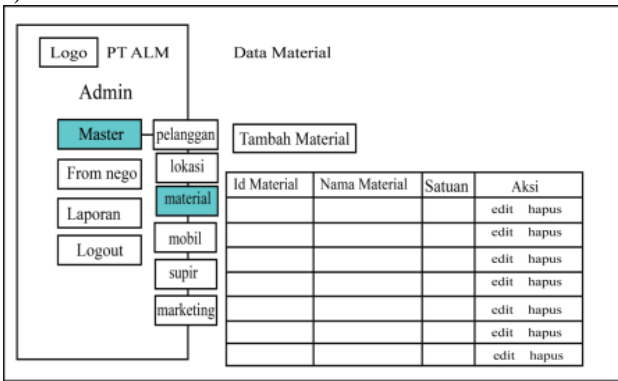 Logo PT ALM
Data Material
Admin
Master
pelanggan
Tambah Material
lokasi
From nego
material
Laporan
mobil
Logout
supir
marketing
Id Material Nama Material Satuan Aksi
edit hapus
edit hapus
edit hapus
edit hapus
edit hapus
edit hapus
edit hapus